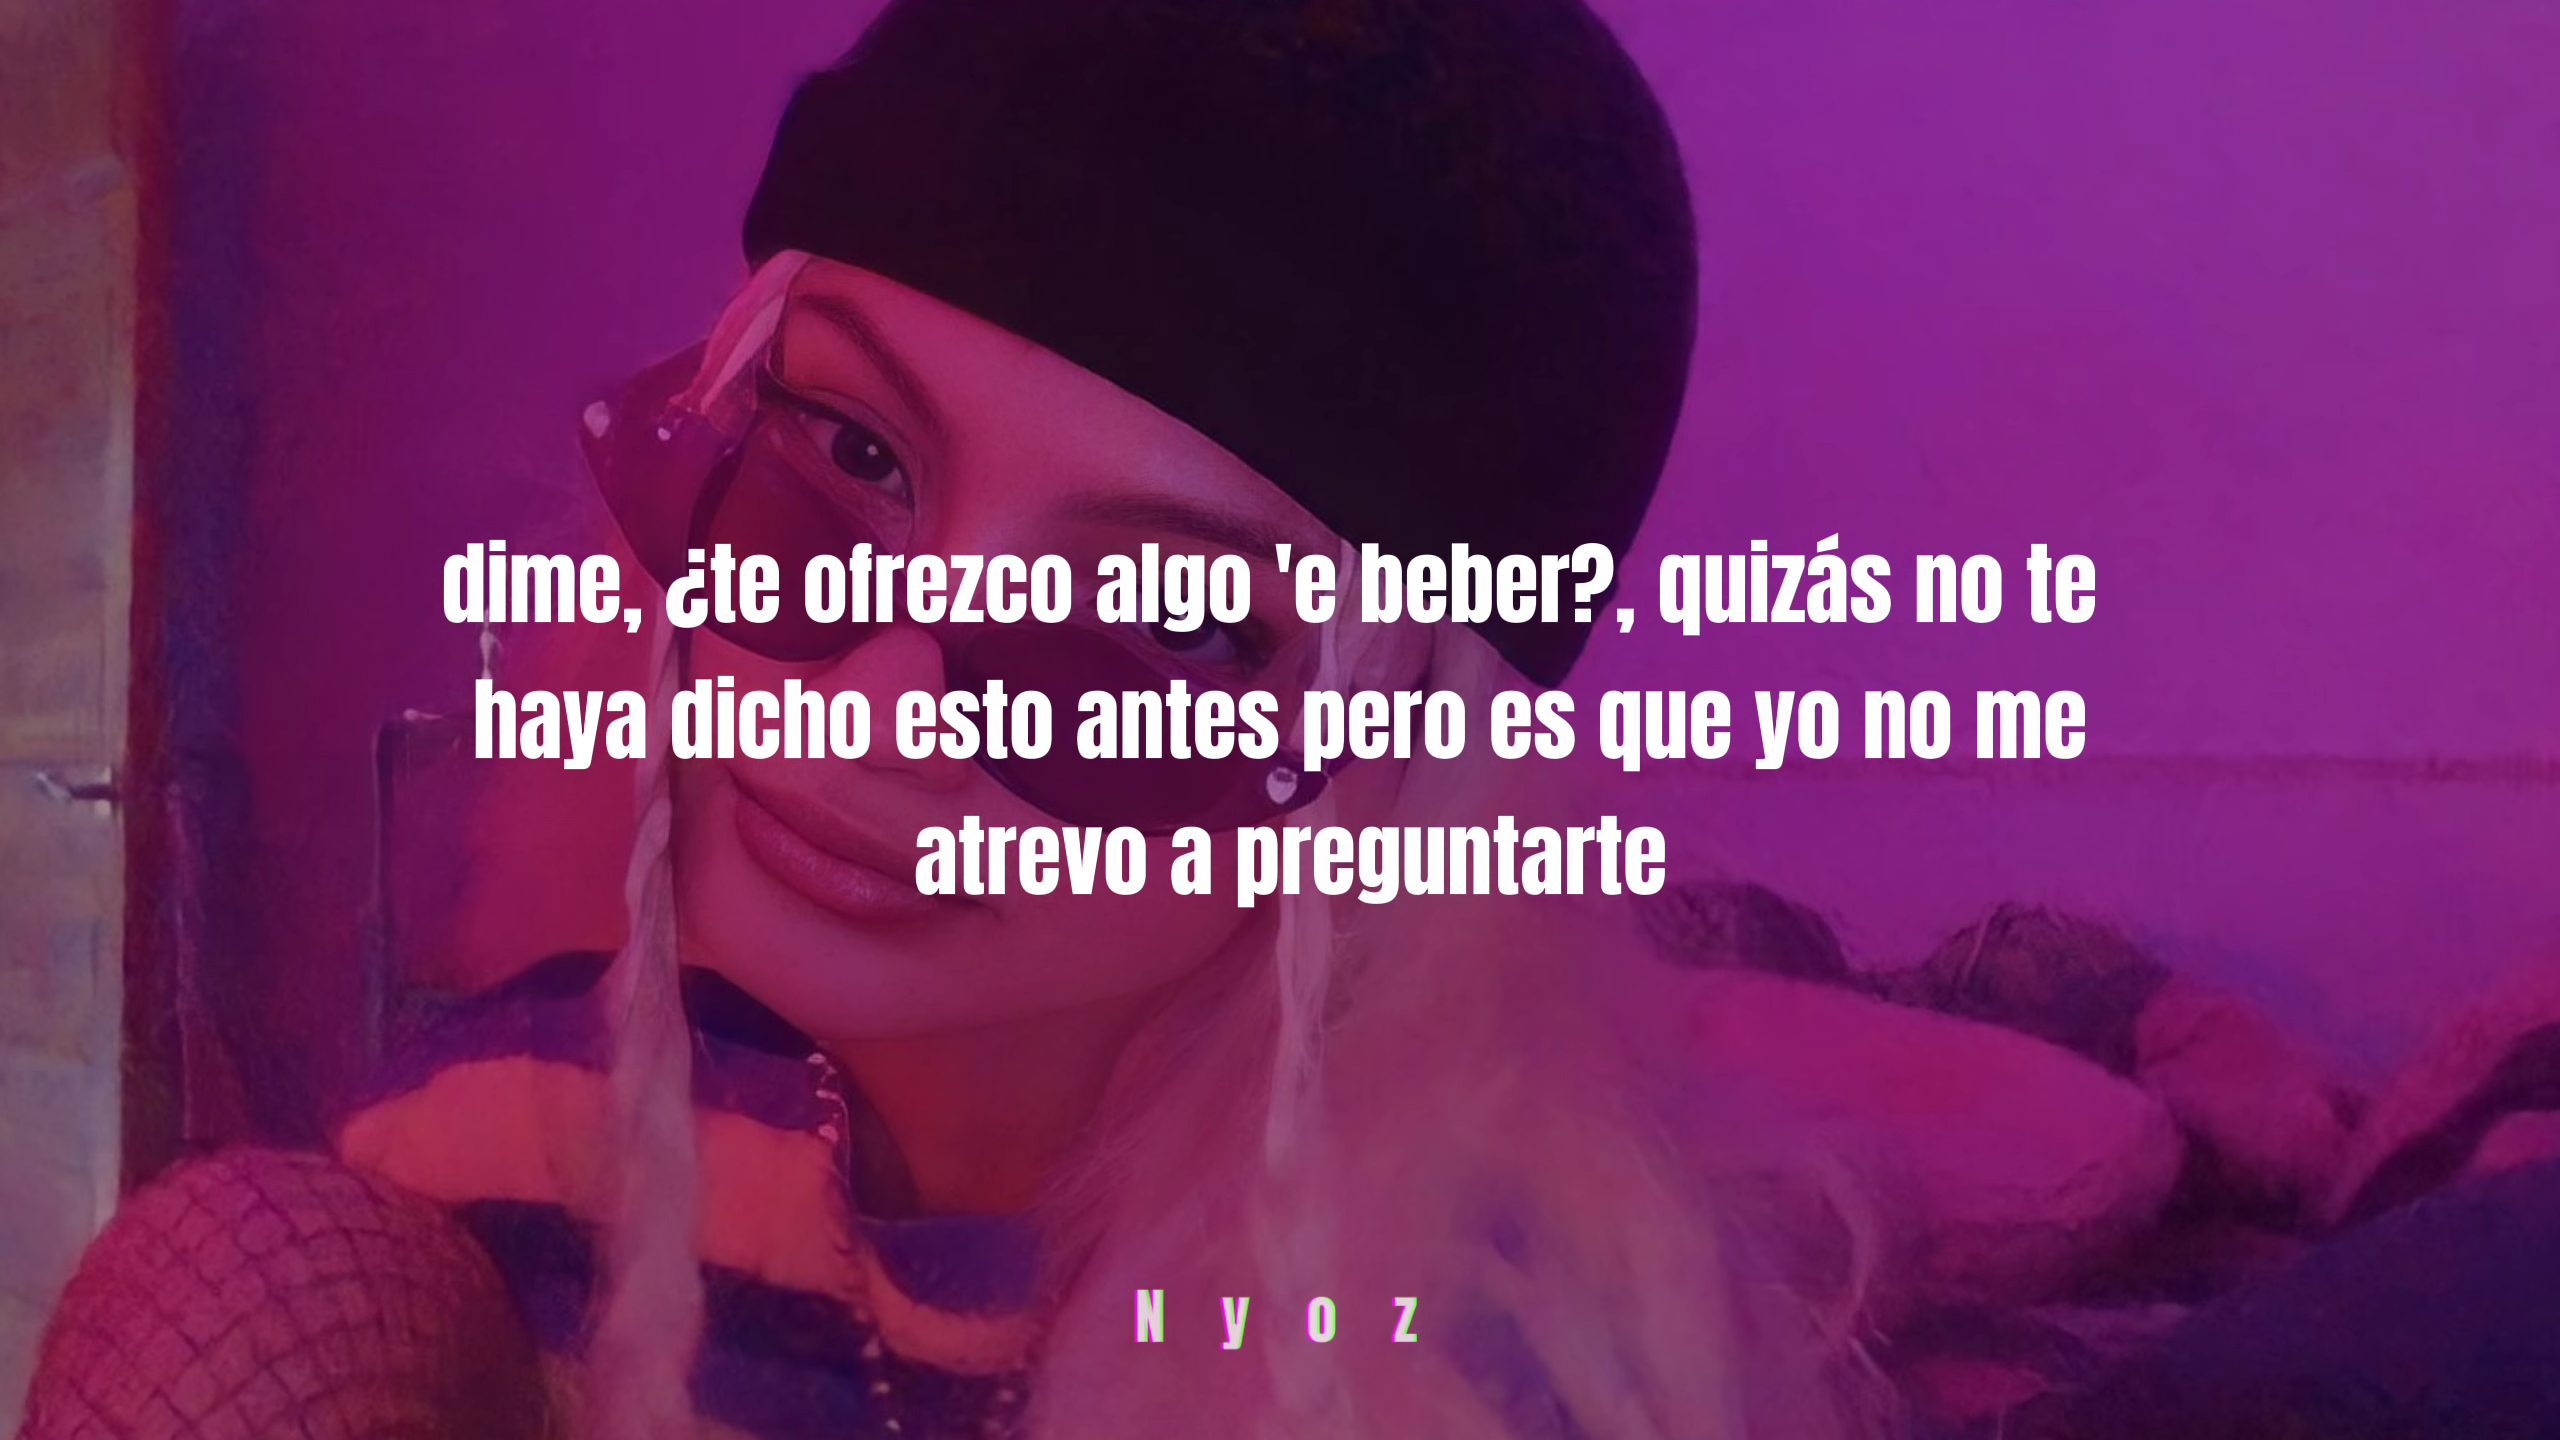 dime, ¿te ofrezco algo 'e beber?, quizás no te
haya dicho esto antes pero es que yo no me
atrevo a preguntarte
Nyoz